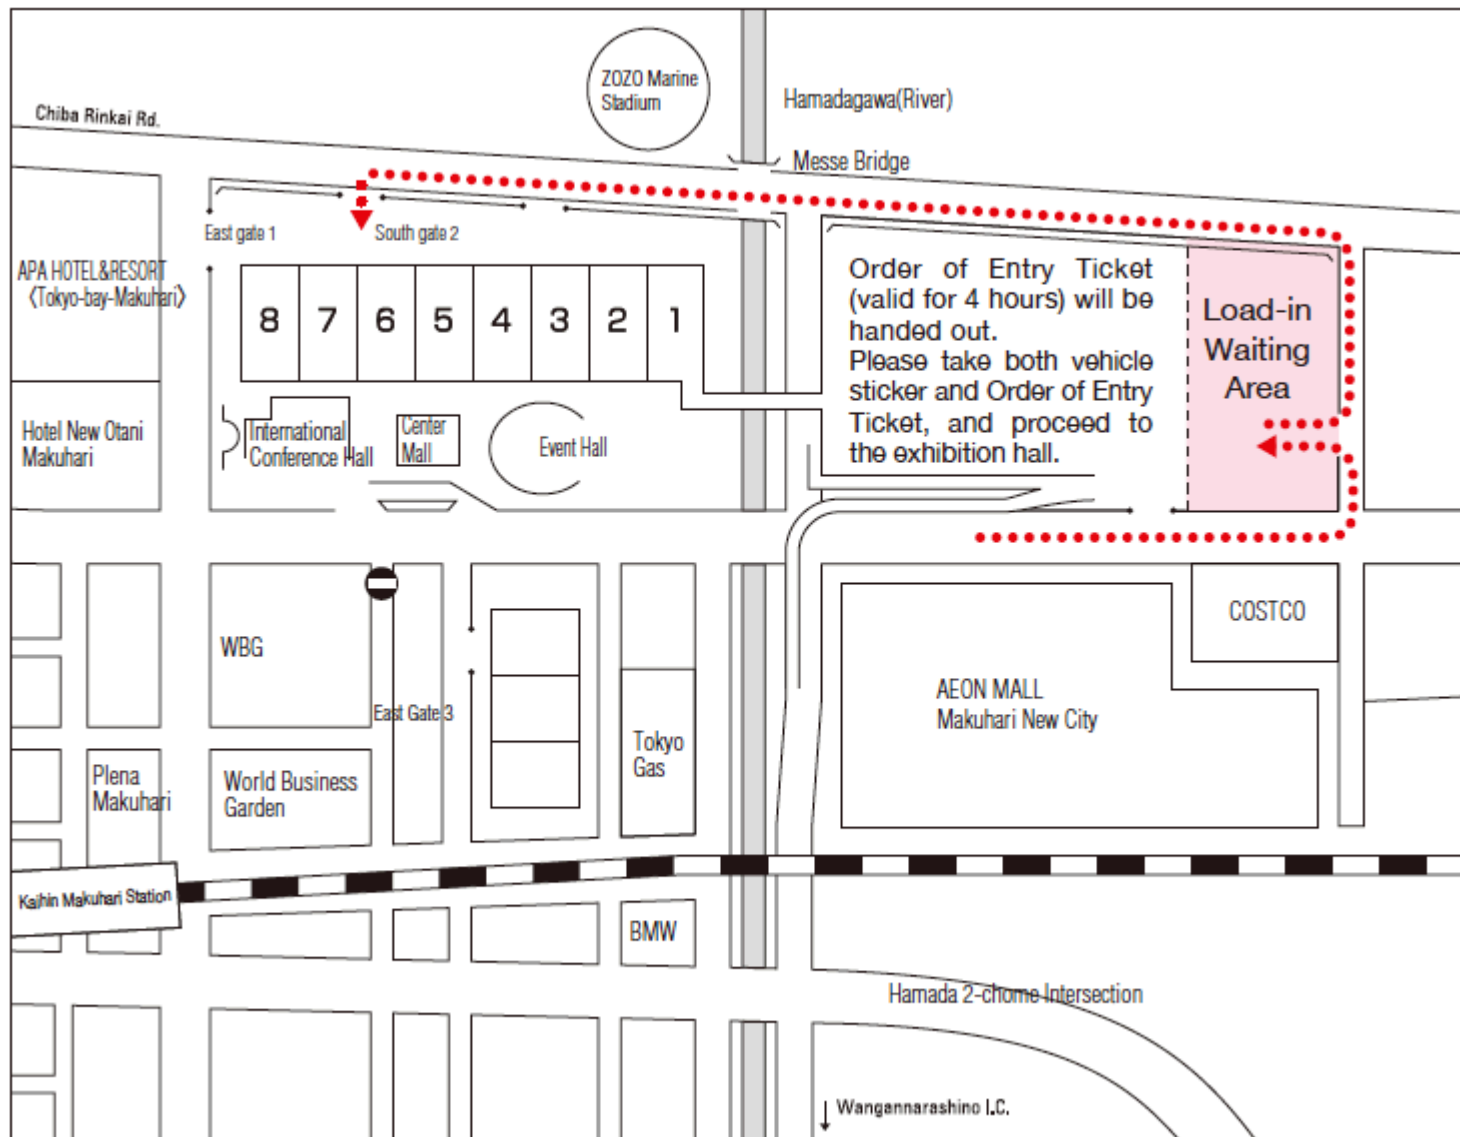 ZOZO Marine
Stadium
Hamadagawa(River)
Chiba Rinkai Rd.
Messe Bridge
East gate 1
South gate 2
APA HOTEL&RESORT
〈Tokyo-bay-Makuhari〉
8 7 6 5 4 3 2 1
Order of Entry Ticket
(valid for 4 hours) will be
handed out.
Please take both vehicle
sticker and Order of Entry
Ticket, and proceed to
the exhibition hall.
Load-in
Waiting
Area
Hotel New Otani
Makuhari
International
Conference Hall
Center
Mall
Event Hall
WBG
COSTCO
East Gate 3
AEON MALL
Makuhari New City
Tokyo
Gas
Plena
Makuhari
World Business
Garden
Kaihin Makuhari Station
BMW
Hamada 2-chome Intersection
Wangannarashino I.C.